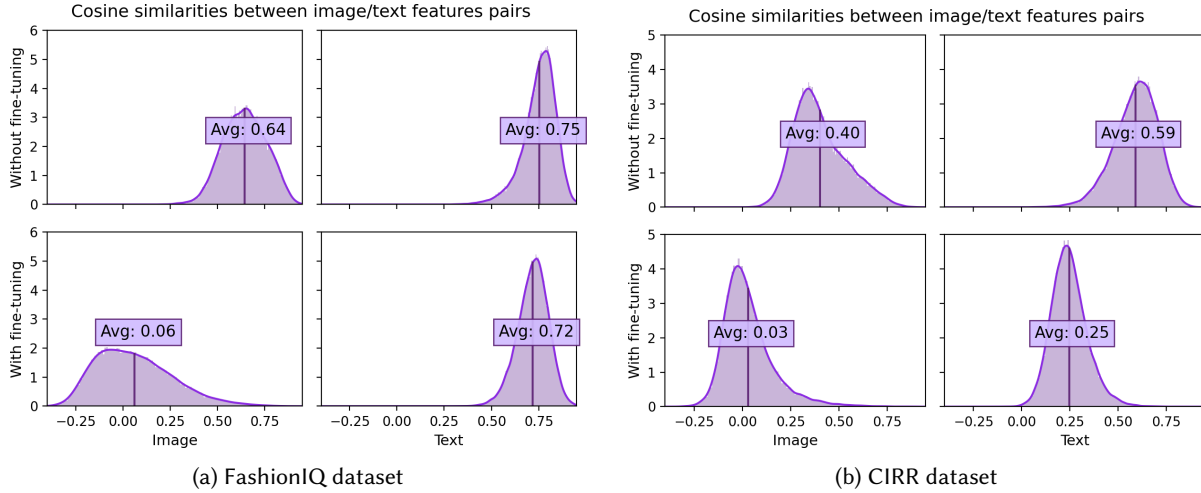 Cosine similarities between image/text features pairs
Without fine-tuning
6
5
4
3
2
1
0
Avg: 0.64
Avg: 0.75
With fine-tuning
6
5
4
3
2
1
0
Avg: 0.06
Avg: 0.72
−0.25 0.00 0.25 0.50 0.75
Image
−0.25 0.00 0.25 0.50 0.75
Text
(a) FashionIQ dataset
Cosine similarities between image/text features pairs
Without fine-tuning
5
4
3
2
1
0
Avg: 0.40
Avg: 0.59
With fine-tuning
5
4
3
2
1
0
Avg: 0.03
Avg: 0.25
−0.25 0.00 0.25 0.50 0.75
Image
−0.25 0.00 0.25 0.50 0.75
Text
(b) CIRR dataset